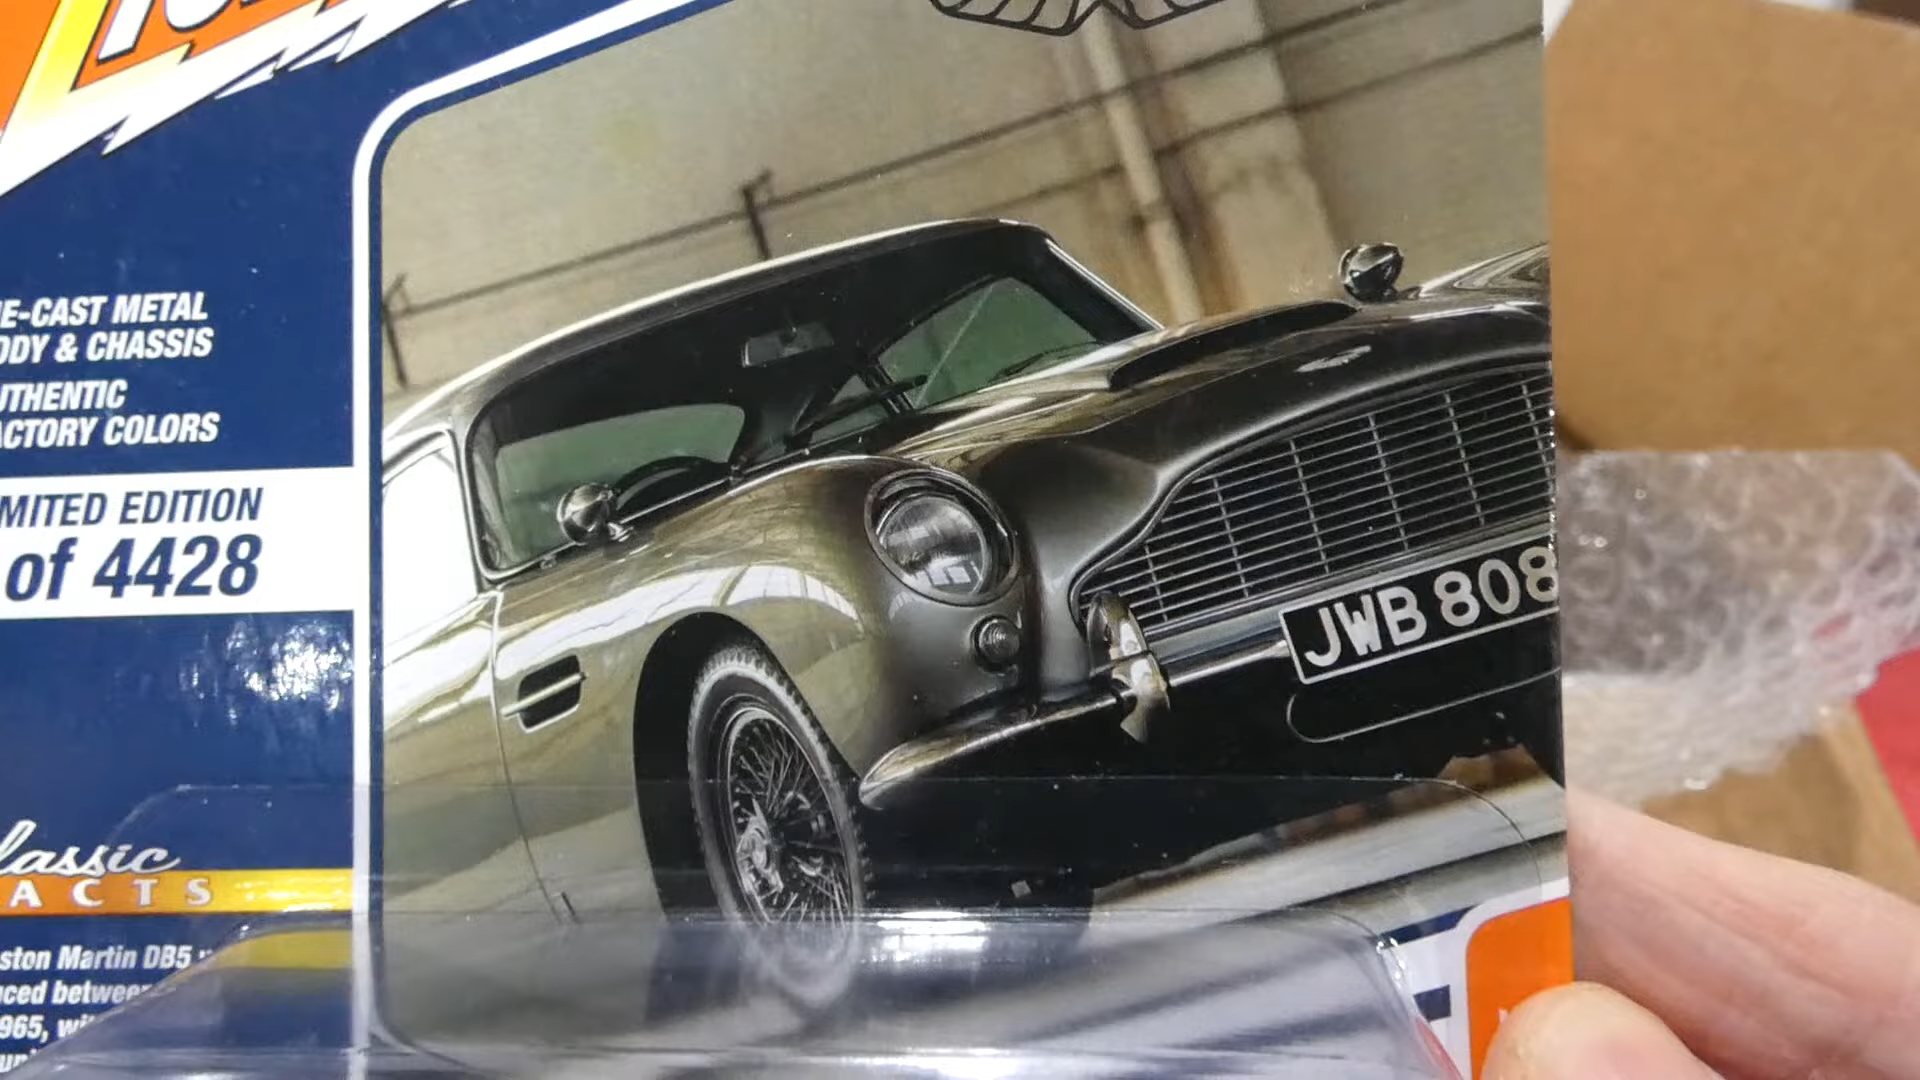 E-CAST METAL
ODY & CHASSIS
UTHENTIC
ACTORY COLORS
MITED EDITION
of 4428
lassic
ACTS
ston Martin DB5
ced between
965, wi
JWB 808